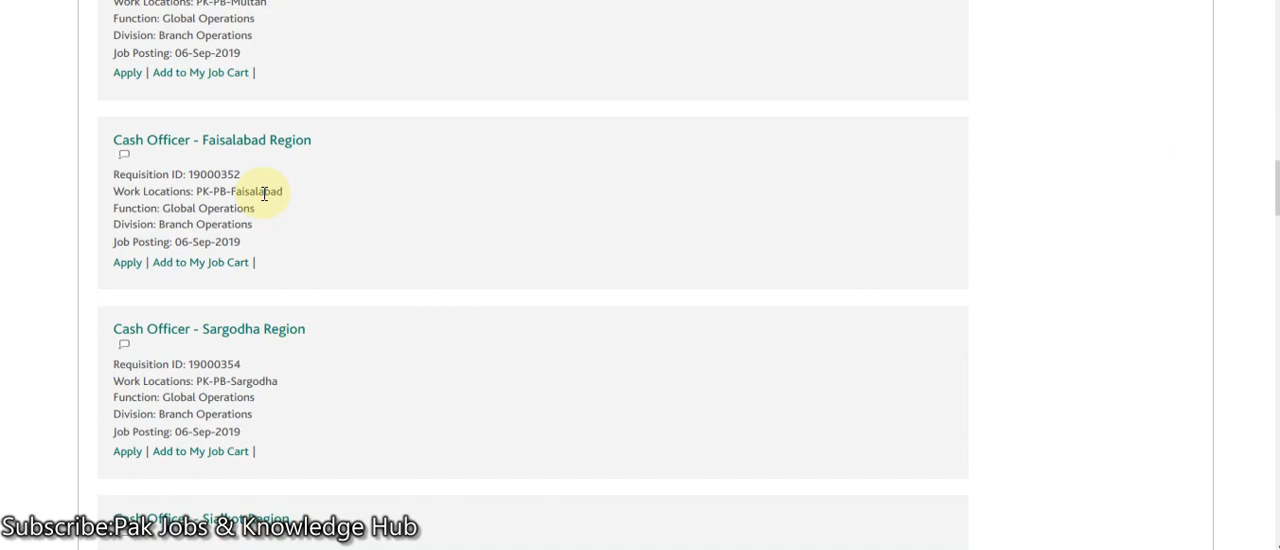 Work Locations: PK-PB-Multan
Function: Global Operations
Division: Branch Operations
Job Posting: 06-Sep-2019
Apply | Add to My Job Cart |
Cash Officer - Faisalabad Region
Requisition ID: 19000352
Work Locations: PK-PB-Faisalabad
Function: Global Operations
Division: Branch Operations
Job Posting: 06-Sep-2019
Apply | Add to My Job Cart |
Cash Officer - Sargodha Region
Requisition ID: 19000354
Work Locations: PK-PB-Sargodha
Function: Global Operations
Division: Branch Operations
Job Posting: 06-Sep-2019
Apply | Add to My Job Cart |
Cash Officer - Sialkot Region
Subscribe:Pak Jobs & Knowledge Hub